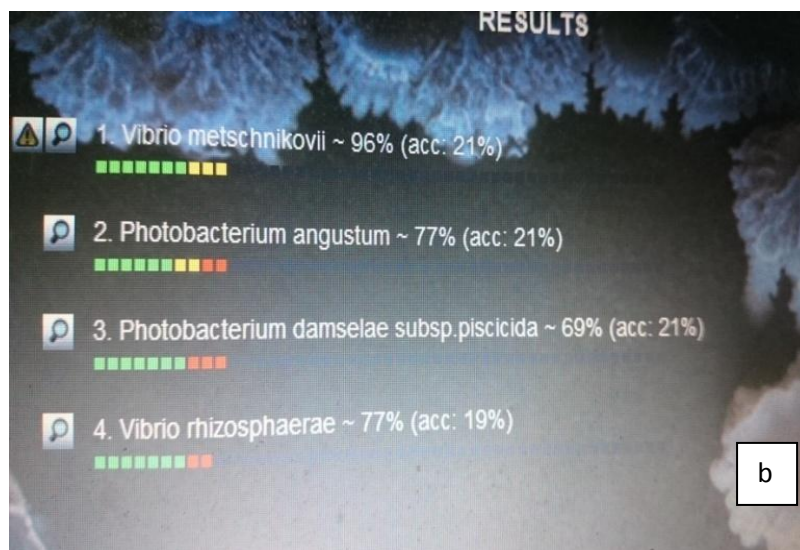 RESULTS
1. Vibrio metschnikovii ~ 96% (acc: 21%)
2. Photobacterium angustum ~ 77% (acc: 21%)
3. Photobacterium damselae subsp.piscicida ~ 69% (acc: 21%)
4. Vibrio rhizosphaerae ~ 77% (acc: 19%)
b